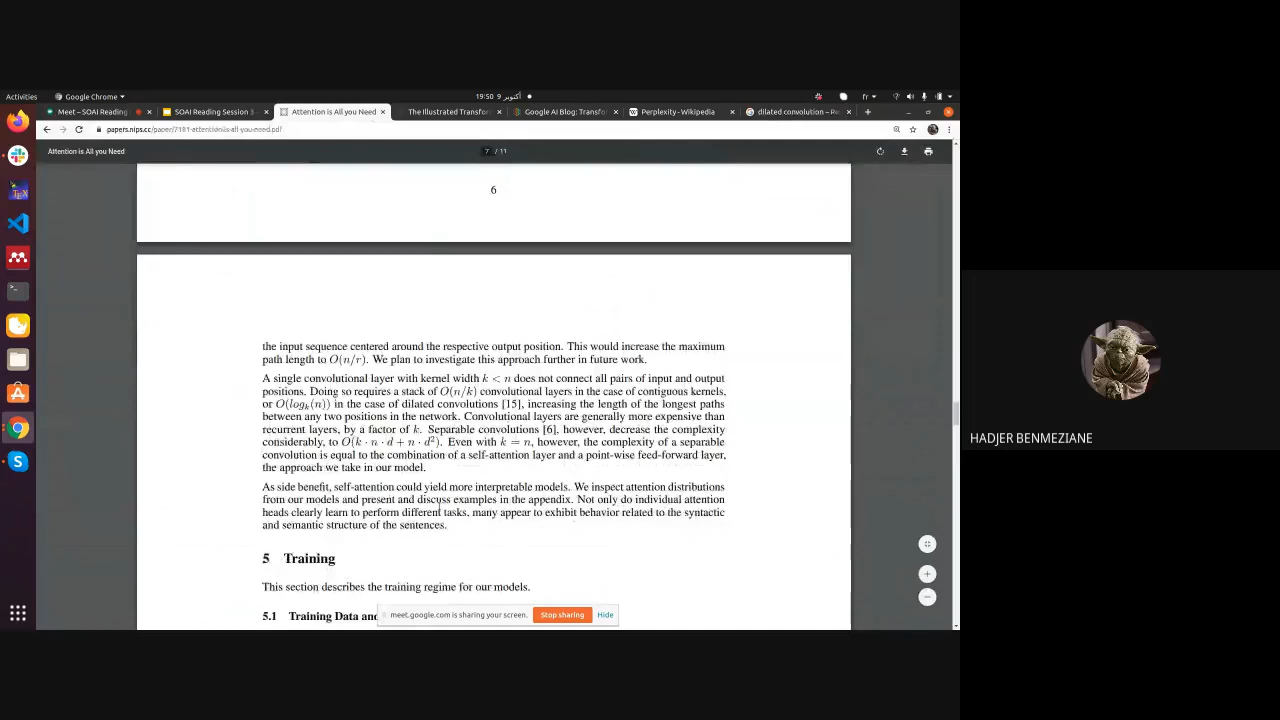 Activities
Google Chrome
19:50 9 أكتوبر
fr
Meet – SOAI Reading
SOAI Reading Session 3
Attention is All you Need
The Illustrated Transfor
Google AI Blog: Transfo
Perplexity - Wikipedia
dilated convolution - Re
papers.nips.cc/paper/7181-attention-is-all-you-need.pdf
Attention is All you Need
7 / 11
6
the input sequence centered around the respective output position. This would increase the maximum
path length to O(n/r). We plan to investigate this approach further in future work.
A single convolutional layer with kernel width k < n does not connect all pairs of input and output
positions. Doing so requires a stack of O(n/k) convolutional layers in the case of contiguous kernels,
or O(log_k(n)) in the case of dilated convolutions [15], increasing the length of the longest paths
between any two positions in the network. Convolutional layers are generally more expensive than
recurrent layers, by a factor of k. Separable convolutions [6], however, decrease the complexity
considerably, to O(k · n · d + n · d²). Even with k = n, however, the complexity of a separable
convolution is equal to the combination of a self-attention layer and a point-wise feed-forward layer,
the approach we take in our model.
As side benefit, self-attention could yield more interpretable models. We inspect attention distributions
from our models and present and discuss examples in the appendix. Not only do individual attention
heads clearly learn to perform different tasks, many appear to exhibit behavior related to the syntactic
and semantic structure of the sentences.
5 Training
This section describes the training regime for our models.
5.1 Training Data and
meet.google.com is sharing your screen.
Stop sharing
Hide
HADJER BENMEZIANE